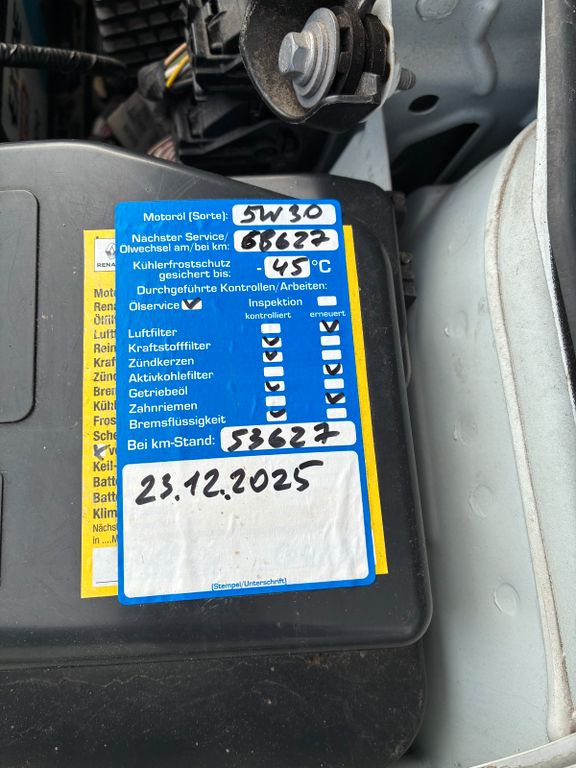 Motoröl (Sorte): 5W30
Nächster Service/
Ölwechsel am/bei km: 68627
Kühlerfrostschutz
gesichert bis: -45 °C
Durchgeführte Kontrollen/Arbeiten:
Ölservice Inspektion
kontrolliert erneuert
Luftfilter
Kraftstofffilter
Zündkerzen
Aktivkohlefilter
Getriebeöl
Zahnriemen
Bremsflüssigkeit
Bei km-Stand: 53627
23.12.2025
(Stempel/Unterschrift)